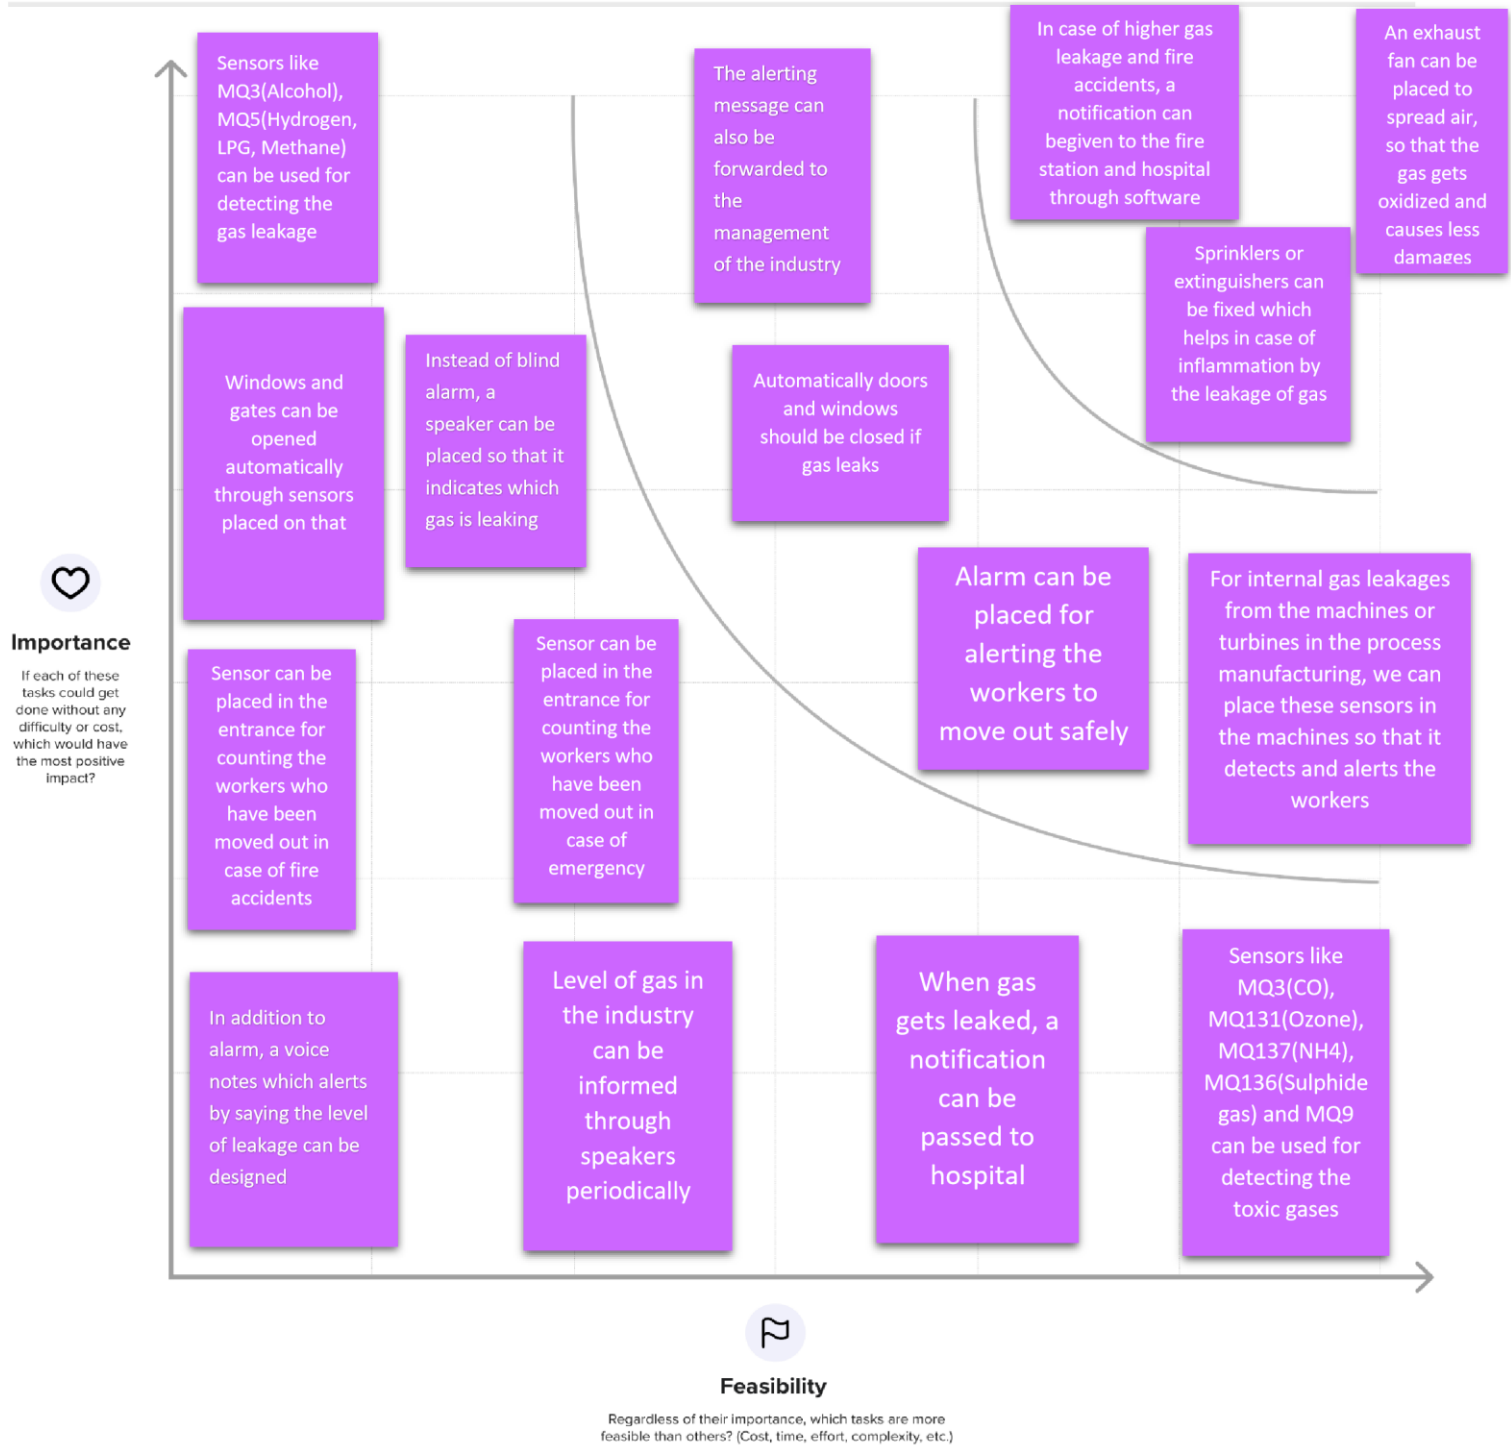 Sensors like
MQ3(Alcohol),
MQ5(Hydrogen,
LPG, Methane)
can be used for
detecting the
gas leakage
The alerting
message can
also be
forwarded to
the
management
of the industry
In case of higher gas
leakage and fire
accidents, a
notification can
begiven to the fire
station and hospital
through software
An exhaust
fan can be
placed to
spread air,
so that the
gas gets
oxidized and
causes less
damages
Sprinklers or
extinguishers can
be fixed which
helps in case of
inflammation by
the leakage of gas
Windows and
gates can be
opened
automatically
through sensors
placed on that
Instead of blind
alarm, a
speaker can be
placed so that it
indicates which
gas is leaking
Automatically doors
and windows
should be closed if
gas leaks
Alarm can be
placed for
alerting the
workers to
move out safely
For internal gas leakages
from the machines or
turbines in the process
manufacturing, we can
place these sensors in
the machines so that it
detects and alerts the
workers
Importance
If each of these
tasks could get
done without any
difficulty or cost,
which would have
the most positive
impact?
Sensor can be
placed in the
entrance for
counting the
workers who
have been
moved out in
case of fire
accidents
Sensor can be
placed in the
entrance for
counting the
workers who
have been
moved out in
case of
emergency
In addition to
alarm, a voice
notes which alerts
by saying the level
of leakage can be
designed
Level of gas in
the industry
can be
informed
through
speakers
periodically
When gas
gets leaked, a
notification
can be
passed to
hospital
Sensors like
MQ3(CO),
MQ131(Ozone),
MQ137(NH4),
MQ136(Sulphide
gas) and MQ9
can be used for
detecting the
toxic gases
Feasibility
Regardless of their importance, which tasks are more
feasible than others? (Cost, time, effort, complexity, etc.)